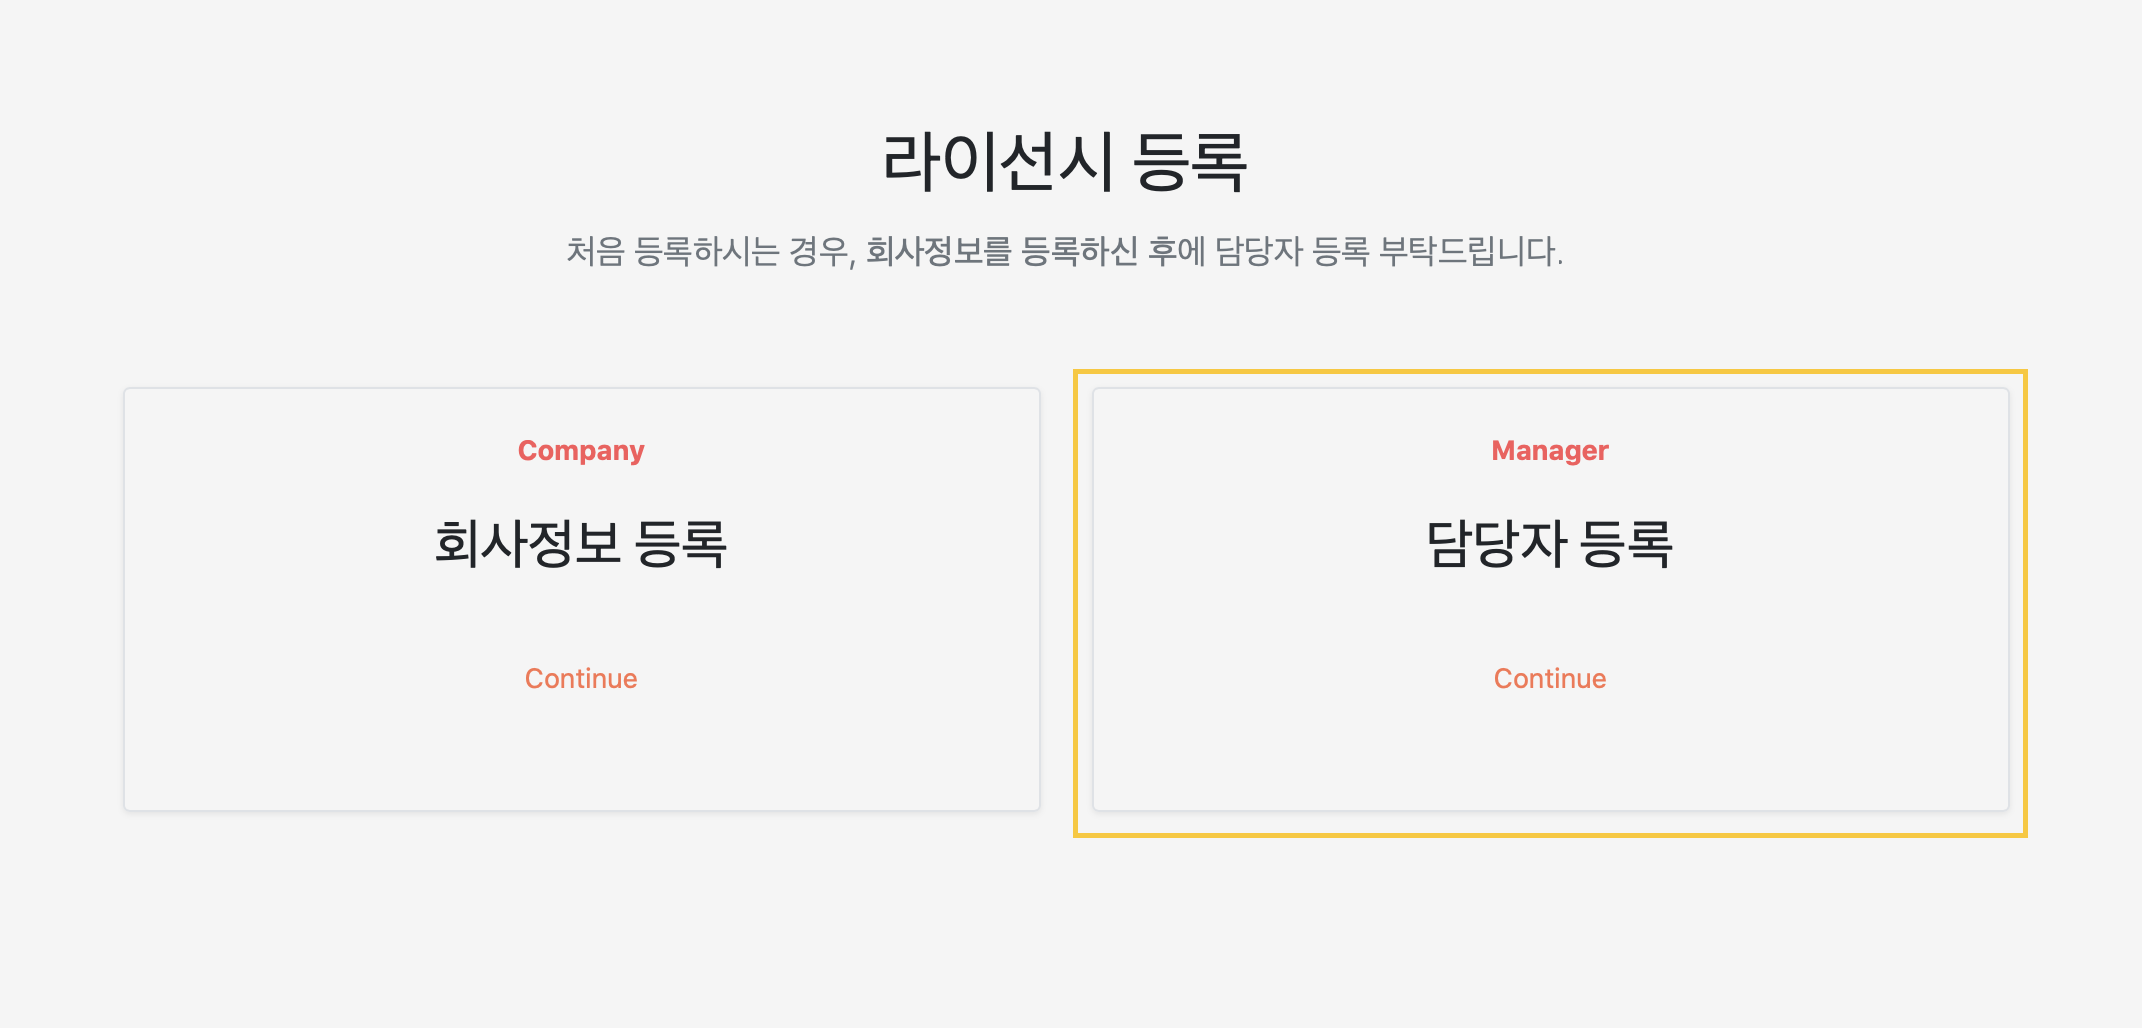 라이선시 등록
처음 등록하시는 경우, 회사정보를 등록하신 후에 담당자 등록 부탁드립니다.
Company
회사정보 등록
Continue
Manager
담당자 등록
Continue